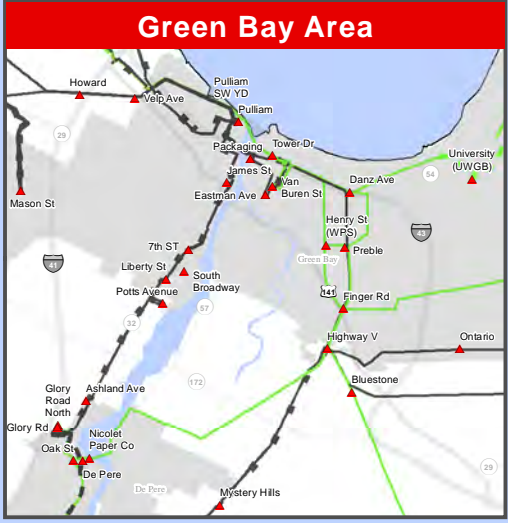 Green Bay Area
Howard
Velp Ave
Pulliam
SW YD
Pulliam
29
Packaging
Tower Dr
James St
University
(UWGB)
54
Mason St
Eastman Ave
Van
Buren St
Danz Ave
Henry St
(WPS)
43
7th ST
Preble
Green Bay
41
Liberty St
South
Broadway
Potts Avenue
141
Finger Rd
57
32
Highway V
Ontario
172
Bluestone
Glory
Road
North
Ashland Ave
Glory Rd
Nicolet
Paper Co
Oak St
De Pere
29
De Pere
Mystery Hills